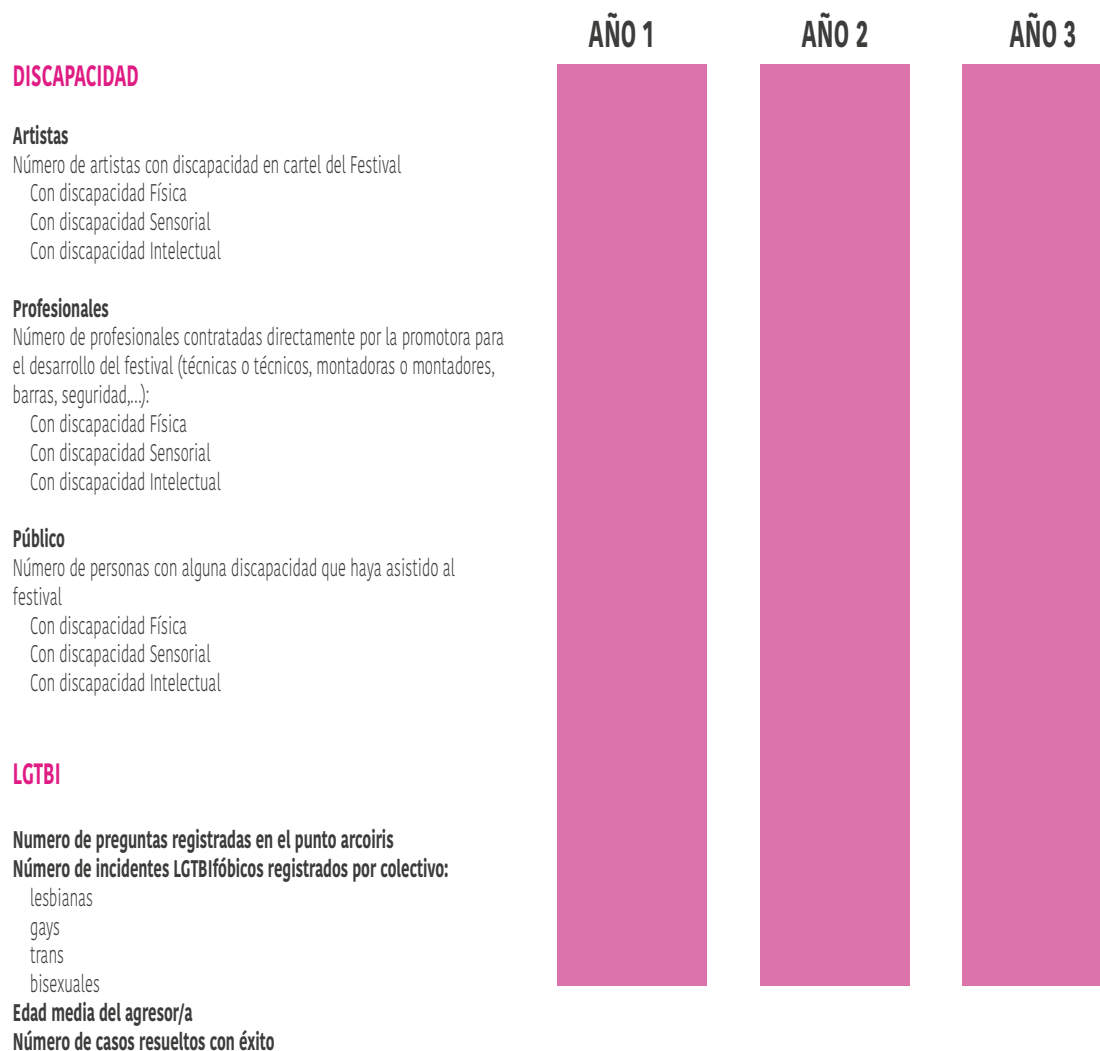 AÑO 1 AÑO 2 AÑO 3
DISCAPACIDAD
Artistas
Número de artistas con discapacidad en cartel del Festival
Con discapacidad Física
Con discapacidad Sensorial
Con discapacidad Intelectual
Profesionales
Número de profesionales contratadas directamente por la promotora para
el desarrollo del festival (técnicas o técnicos, montadoras o montadores,
barras, seguridad,...):
Con discapacidad Física
Con discapacidad Sensorial
Con discapacidad Intelectual
Público
Número de personas con alguna discapacidad que haya asistido al
festival
Con discapacidad Física
Con discapacidad Sensorial
Con discapacidad Intelectual
LGTBI
Numero de preguntas registradas en el punto arcoiris
Número de incidentes LGTBIfóbicos registrados por colectivo:
lesbianas
gays
trans
bisexuales
Edad media del agresor/a
Número de casos resueltos con éxito